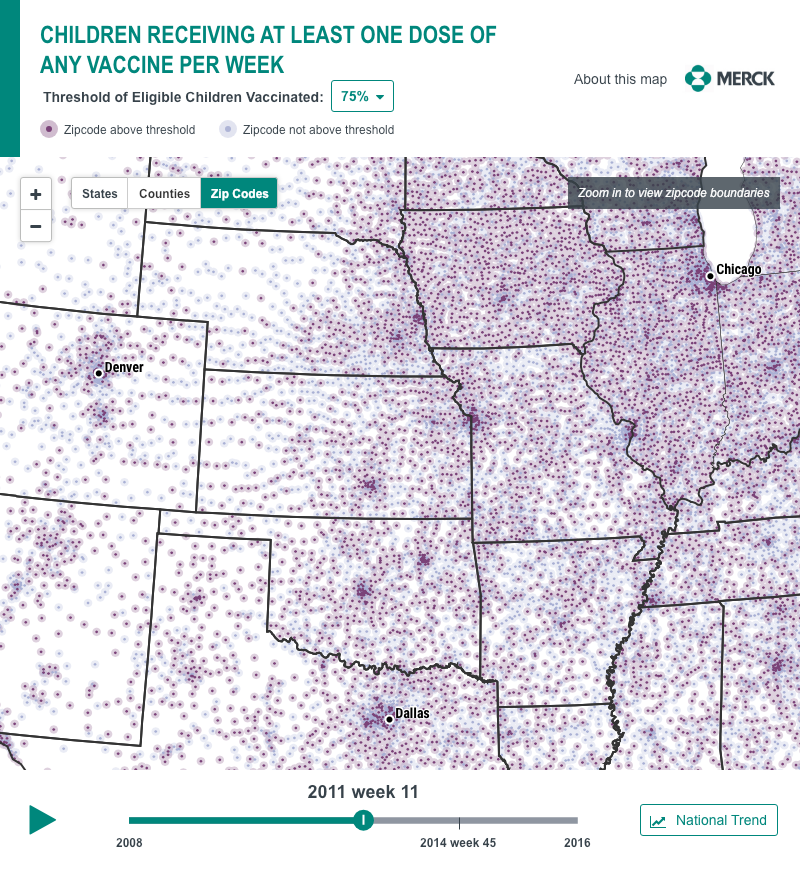 CHILDREN RECEIVING AT LEAST ONE DOSE OF
ANY VACCINE PER WEEK
Threshold of Eligible Children Vaccinated: 75%
Zipcode above threshold
Zipcode not above threshold
About this map
MERCK
+
−
States
Counties
Zip Codes
Zoom in to view zipcode boundaries
Chicago
Denver
Dallas
2011 week 11
2008
2014 week 45
2016
National Trend